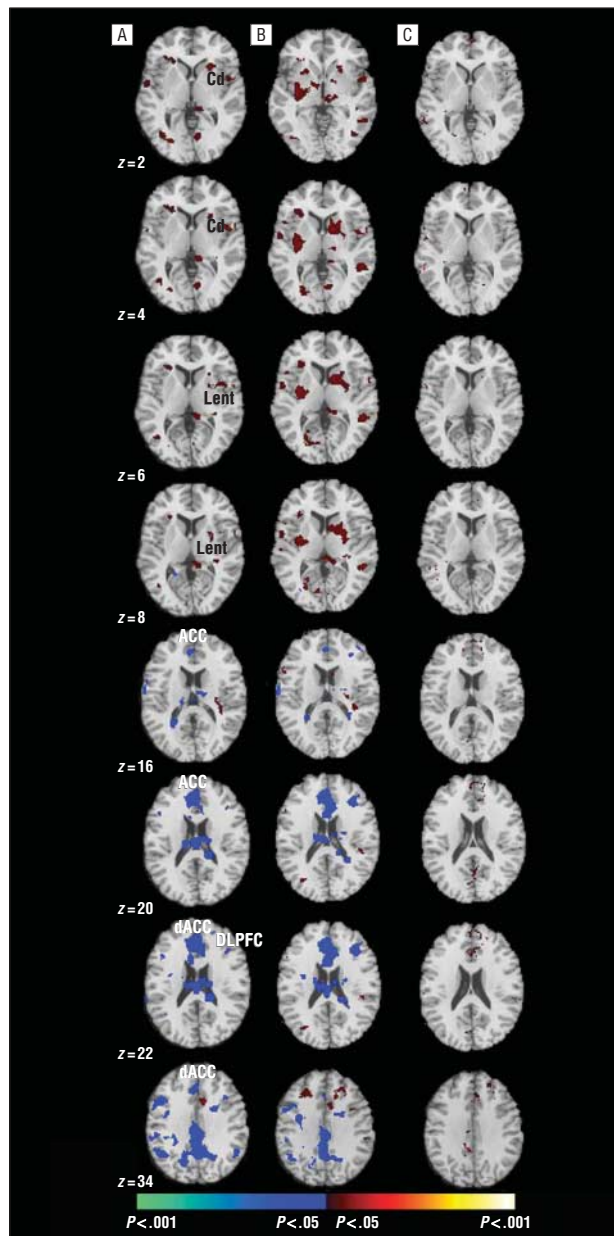 A B C
Cd
z=2
Cd
z=4
Lent
z=6
Lent
z=8
ACC
z=16
ACC
z=20
dACC
DLPFC
z=22
dACC
z=34
P<.001 P<.05 P<.05 P<.001